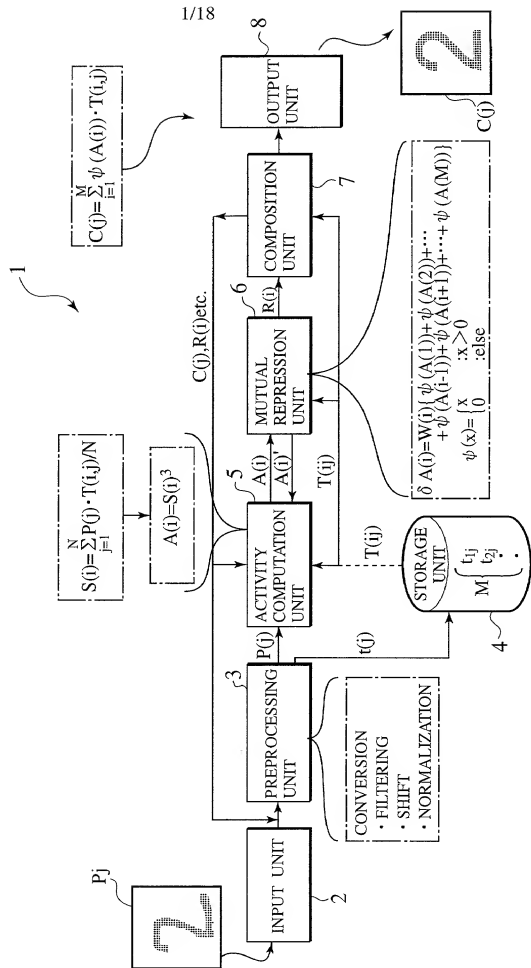 1/18
1
Pj
INPUT UNIT
2
PREPROCESSING
UNIT
3
CONVERSION
· FILTERING
· SHIFT
· NORMALIZATION
P(j)
t(j)
S(i)=ΣP(j)·T(i,j)/N
N
j=1
A(i)=S(i)³
ACTIVITY
COMPUTATION
UNIT
5
T(ij)
STORAGE
UNIT
M{ t1j
t2j
4
C(j),R(i)etc.
A(i)
A(i)'
T(ij)
MUTUAL
REPRESSION
UNIT
6
δ A(i)=W(i){ ψ (A(1))+ ψ (A(2))+···
+ ψ (A(i-1))+ ψ (A(i+1))+···+ ψ (A(M))}
ψ (x)={ x :x>0
0 :else
R(i)
COMPOSITION
UNIT
7
C(j)= Σ ψ (A(i))·T(i,j)
M
i=1
OUTPUT
UNIT
8
2
2
C(j)